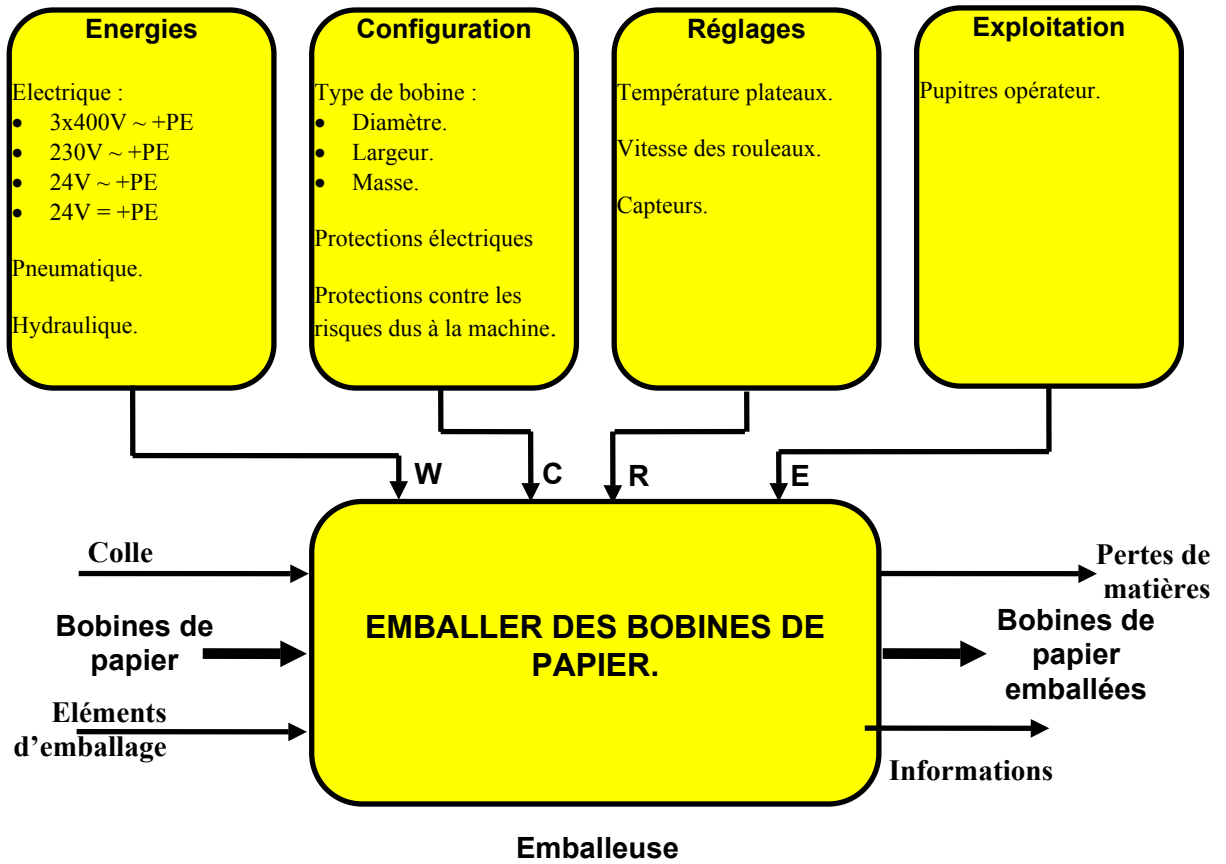 Energies
Electrique :
• 3x400V ~ +PE
• 230V ~ +PE
• 24V ~ +PE
• 24V = +PE
Pneumatique.
Hydraulique.
Configuration
Type de bobine :
• Diamètre.
• Largeur.
• Masse.
Protections électriques
Protections contre les
risques dus à la machine.
Réglages
Température plateaux.
Vitesse des rouleaux.
Capteurs.
Exploitation
Pupitres opérateur.
W
C
R
E
Colle
Bobines de
papier
Eléments
d’emballage
EMBALLER DES BOBINES DE
PAPIER.
Pertes de
matières
Bobines de
papier
emballées
Informations
Emballeuse